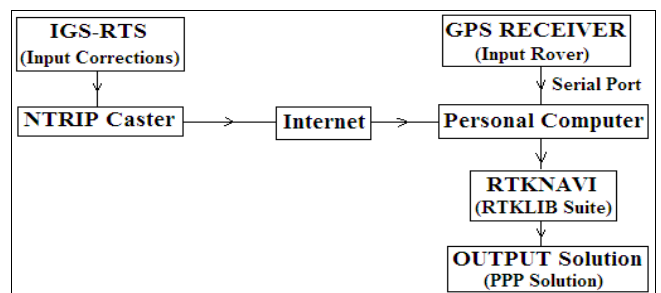 IGS-RTS
(Input Corrections)
GPS RECEIVER
(Input Rover)
Serial Port
NTRIP Caster
Internet
Personal Computer
RTKNAVI
(RTKLIB Suite)
OUTPUT Solution
(PPP Solution)